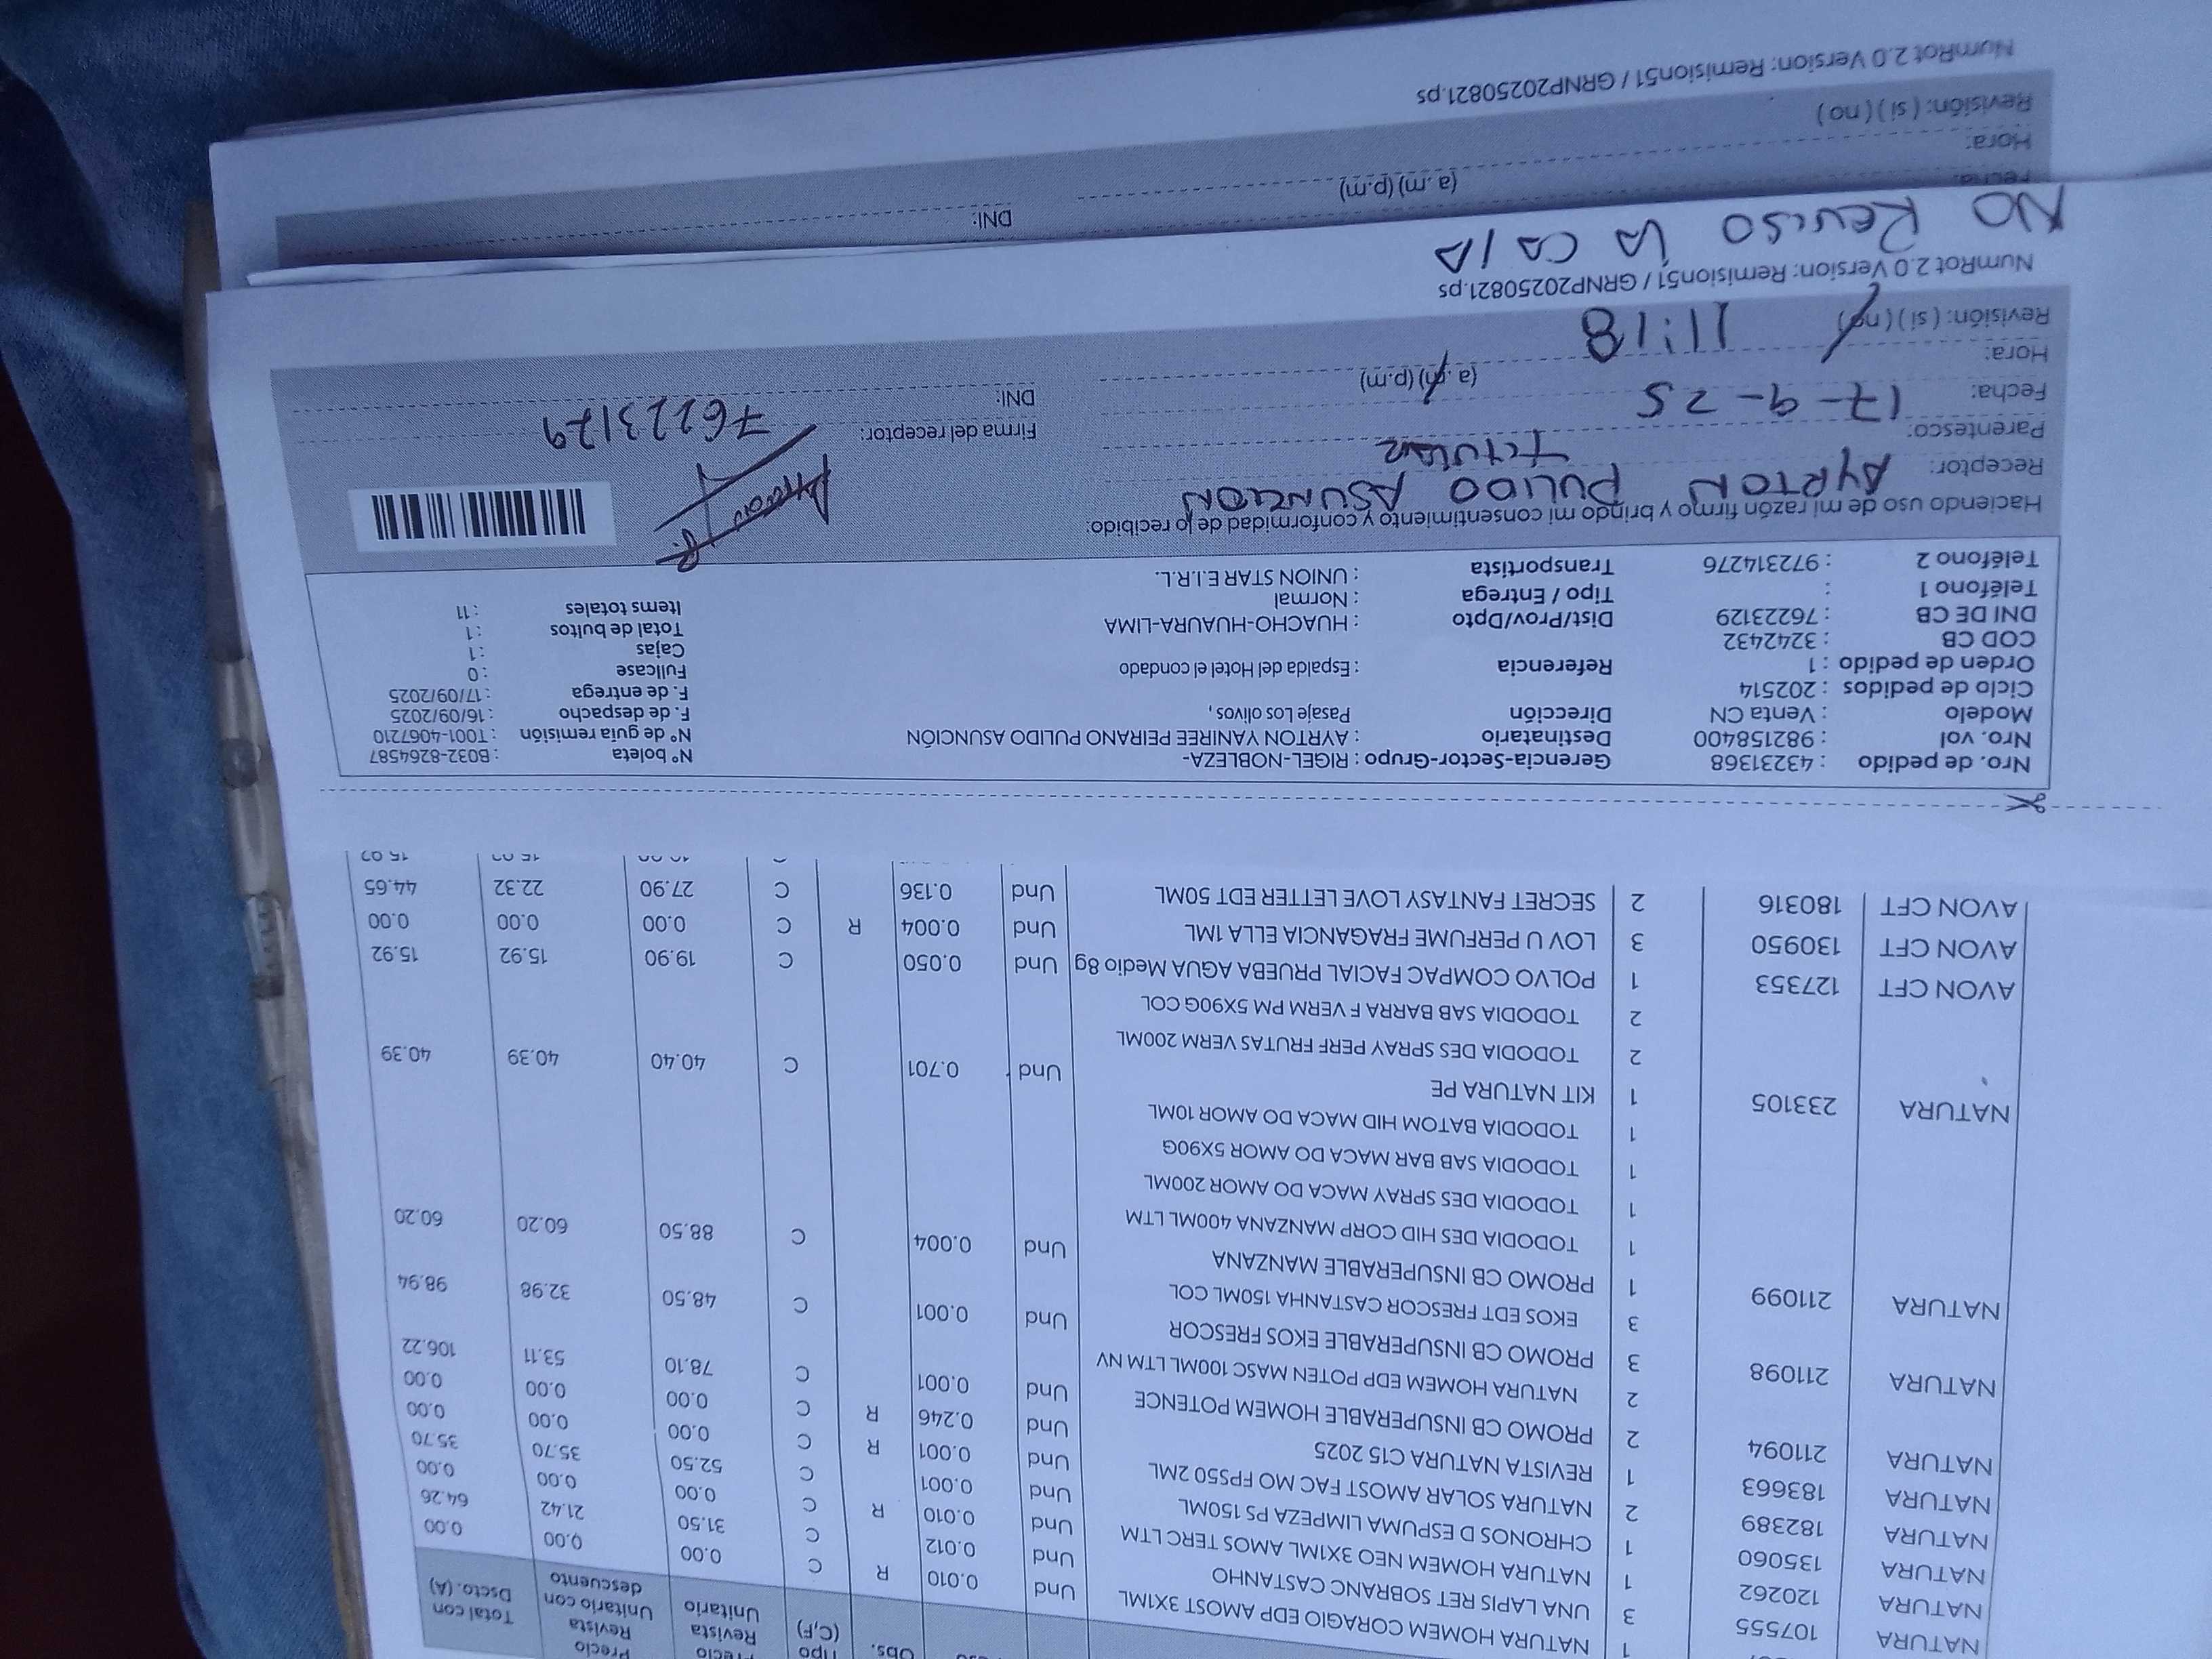 Precio Revista Unitario
Precio Revista Unitario con descuento
Total con Dscto. (A)
Tipo (C,F)
Obs.
NATURA 107555 1 NATURA HOMEM CORAGIO EDP AMOST 3X1ML Und 0.010 R C 0.00 0.00 0.00
NATURA 120262 3 UNA LAPIS RET SOBRANC CASTANHO Und 0.012 C 31.50 21.42 64.26
NATURA 135060 1 NATURA HOMEM NEO 3X1ML AMOS TERC LTM Und 0.010 R C 0.00 0.00 0.00
NATURA 182389 1 CHRONOS D ESPUMA LIMPEZA PS 150ML Und 0.001 C 52.50 35.70 35.70
NATURA 183663 2 NATURA SOLAR AMOST FAC MO FPS50 2ML Und 0.001 R C 0.00 0.00 0.00
NATURA 211094 1 REVISTA NATURA C15 2025 Und 0.246 R C 0.00 0.00 0.00
2 PROMO CB INSUPERABLE HOMEM POTENCE Und 0.001 C 78.10 53.11 106.22
2 NATURA HOMEM EDP POTEN MASC 100ML LTM NV
NATURA 211098 3 PROMO CB INSUPERABLE EKOS FRESCOR Und 0.001 C 48.50 32.98 98.94
3 EKOS EDT FRESCOR CASTANHA 150ML COL
NATURA 211099 1 PROMO CB INSUPERABLE MANZANA Und 0.004 C 88.50 60.20 60.20
1 TODODIA DES HID CORP MANZANA 400ML LTM
1 TODODIA DES SPRAY MACA DO AMOR 200ML
1 TODODIA SAB BAR MACA DO AMOR 5X90G
1 TODODIA BATOM HID MACA DO AMOR 10ML
NATURA 233105 1 KIT NATURA PE Und 0.701 C 40.40 40.39 40.39
2 TODODIA DES SPRAY PERF FRUTAS VERM 200ML
2 TODODIA SAB BARRA F VERM PM 5X90G COL
AVON CFT 127353 1 POLVO COMPAC FACIAL PRUEBA AGUA Medio 8g Und 0.050 C 19.90 15.92 15.92
AVON CFT 130950 3 LOV U PERFUME FRAGANCIA ELLA 1ML Und 0.004 R C 0.00 0.00 0.00
AVON CFT 180316 2 SECRET FANTASY LOVE LETTER EDT 50ML Und 0.136 C 27.90 22.32 44.65
Nro. de pedido : 43231368 Gerencia-Sector-Grupo : RIGEL-NOBLEZA- N° boleta : B032-8264587
Nro. vol : 982158400 Destinatario : AYRTON YANIREE PEIRANO PULIDO ASUNCIÓN N° de guia remisión : T001-4067210
Modelo : Venta CN Dirección Pasaje Los olivos , F. de despacho : 16/09/2025
Ciclo de pedidos : 202514 F. de entrega : 17/09/2025
Orden de pedido : 1 Referencia : Espalda del Hotel el condado Fullcase : 0
COD CB : 3242432 Cajas : 1
DNI DE CB : 76223129 Dist/Prov/Dpto : HUACHO-HUAURA-LIMA Total de bultos : 1
Teléfono 1 : Tipo / Entrega : Normal Items totales : 11
Teléfono 2 : 972314276 Transportista : UNION STAR E.I.R.L.
Haciendo uso de mi razón firmo y brindo mi consentimiento y conformidad de lo recibido:
Receptor: AYRTON PULIDO ASUNCION
Parentesco: Titular Firma del receptor:
Fecha: 17-9-25 DNI: 76223129
Hora: 11:18 (a.m) (p.m)
Revisión: ( si ) ( no )
NumRot 2.0 Version: Remision51 / GRNP20250821.ps
NO REVISO LA CAJA
Fecha:
Hora: (a.m) (p.m) DNI:
Revisión: ( si ) ( no )
NumRot 2.0 Version: Remision51 / GRNP20250821.ps